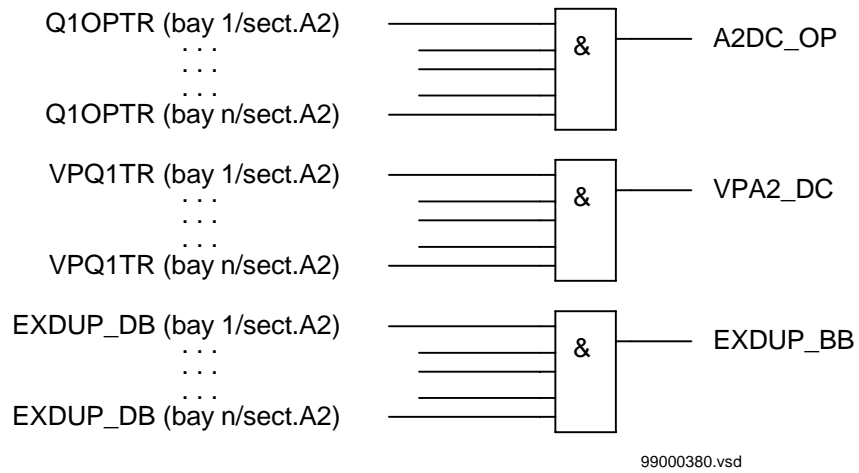 Q1OPTR (bay 1/sect.A2)
. . .
. . .
. . .
Q1OPTR (bay n/sect.A2)
&
A2DC_OP
VPQ1TR (bay 1/sect.A2)
. . .
. . .
. . .
VPQ1TR (bay n/sect.A2)
&
VPA2_DC
EXDUP_DB (bay 1/sect.A2)
. . .
. . .
. . .
EXDUP_DB (bay n/sect.A2)
&
EXDUP_BB
99000380.vsd